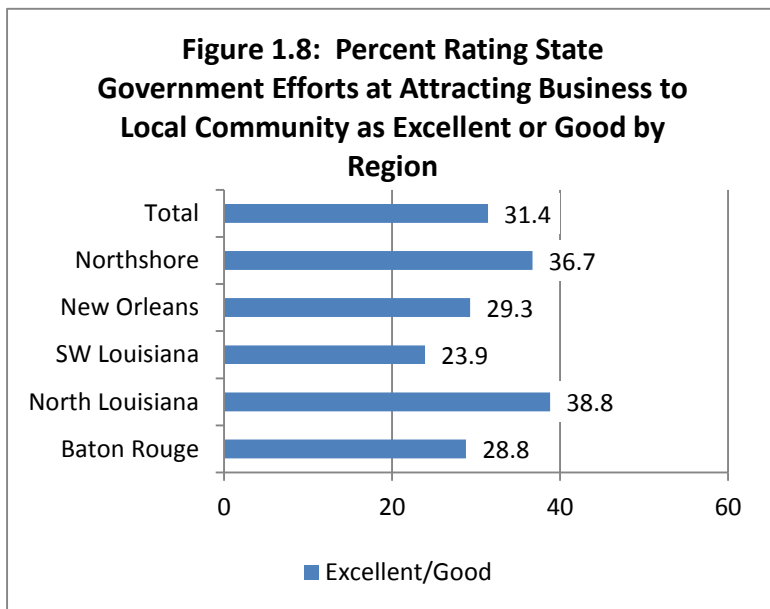 Figure 1.8:  Percent Rating State
Government Efforts at Attracting Business to
Local Community as Excellent or Good by
Region
Total
31.4
Northshore
36.7
New Orleans
29.3
SW Louisiana
23.9
North Louisiana
38.8
Baton Rouge
28.8
0 20 40 60
Excellent/Good